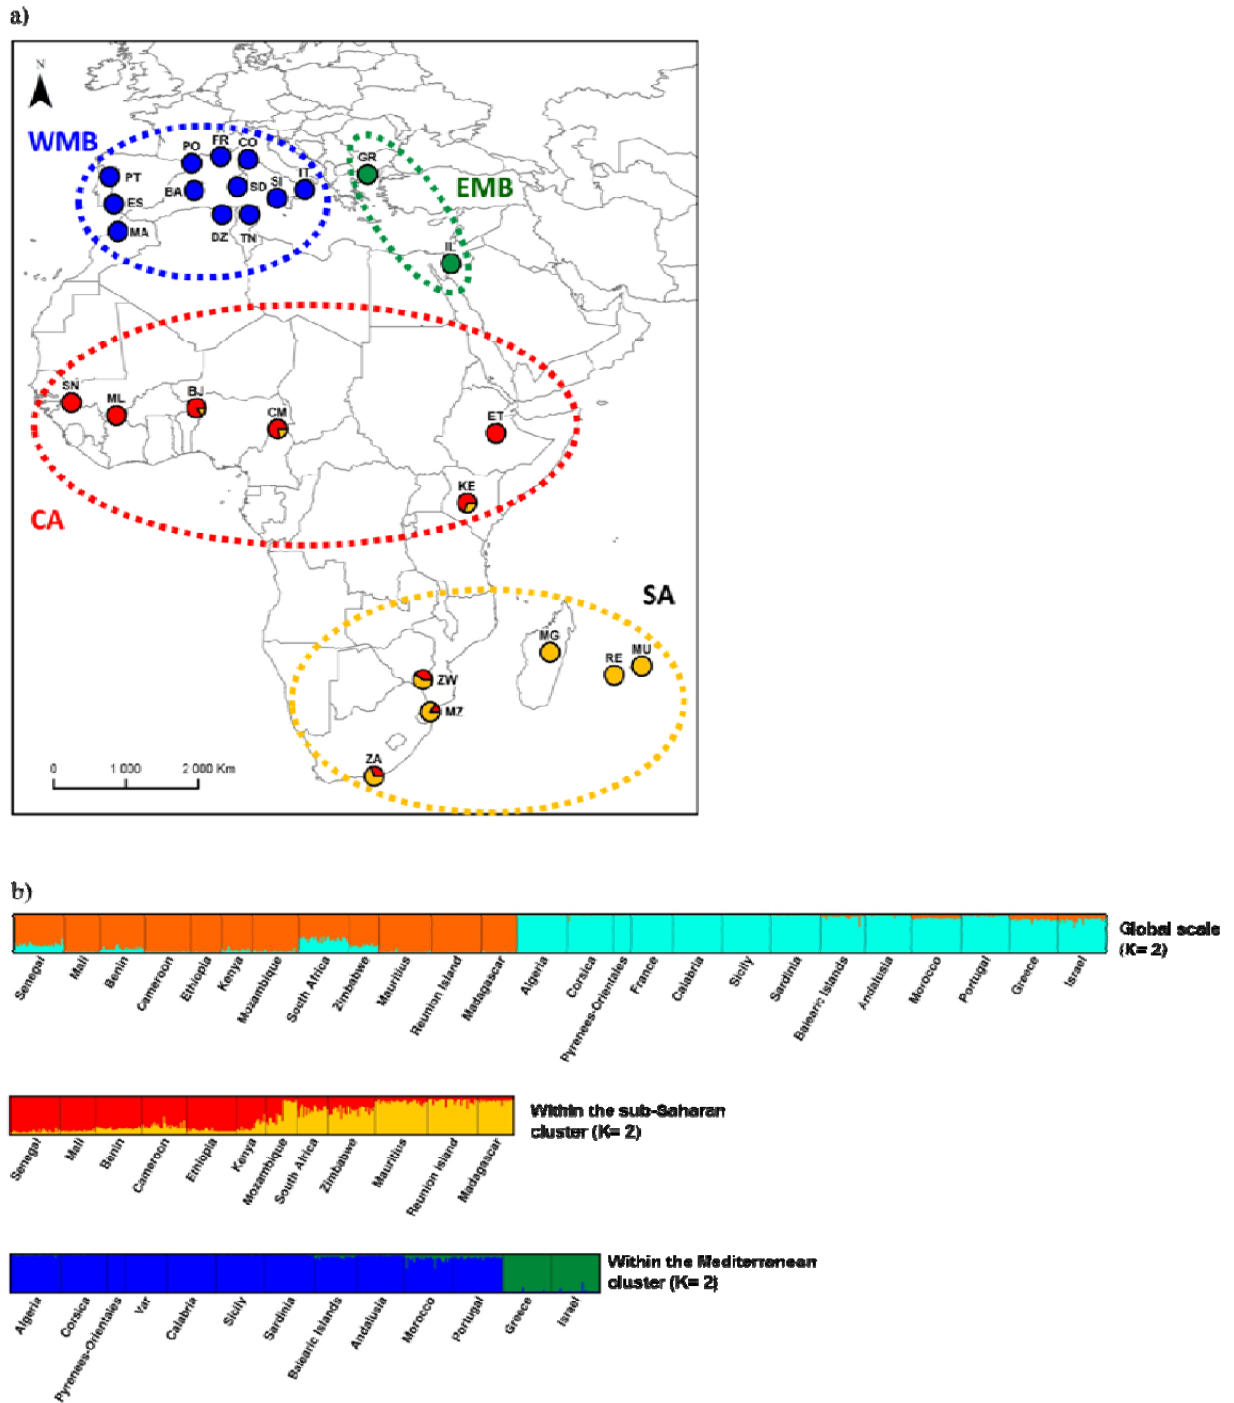 a)
N
WMB
PO
FR
CO
GR
PT
BA
SD
SI
IT
EMB
ES
MA
DZ
TN
IL
SN
ML
BJ
CM
ET
KE
CA
SA
MG
RE
MU
ZW
MZ
ZA
0 1 000 2 000 Km
b)
Global scale
(K= 2)
Senegal
Mali
Benin
Cameroon
Ethiopia
Kenya
Mozambique
South Africa
Zimbabwe
Mauritius
Reunion Island
Madagascar
Algeria
Corsica
Pyrenees-Orientales
France
Calabria
Sicily
Sardinia
Balearic Islands
Andalusia
Morocco
Portugal
Greece
Israel
Within the sub-Saharan
cluster (K= 2)
Senegal
Mali
Benin
Cameroon
Ethiopia
Kenya
Mozambique
South Africa
Zimbabwe
Mauritius
Reunion Island
Madagascar
Within the Mediterranean
cluster (K= 2)
Algeria
Corsica
Pyrenees-Orientales
Var
Calabria
Sicily
Sardinia
Balearic Islands
Andalusia
Morocco
Portugal
Greece
Israel